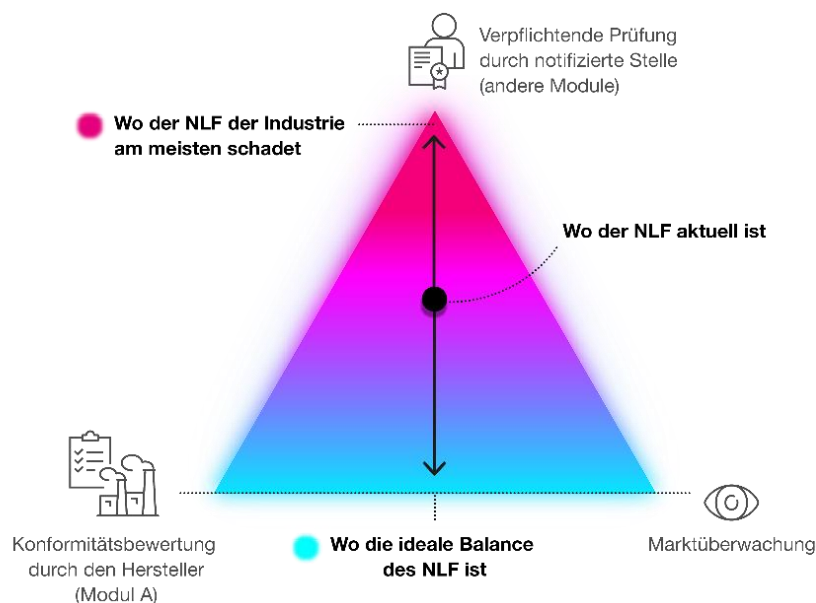 Verpflichtende Prüfung
durch notifizierte Stelle
(andere Module)
Wo der NLF der Industrie
am meisten schadet
Wo der NLF aktuell ist
Konformitätsbewertung
durch den Hersteller
(Modul A)
Wo die ideale Balance
des NLF ist
Marktüberwachung